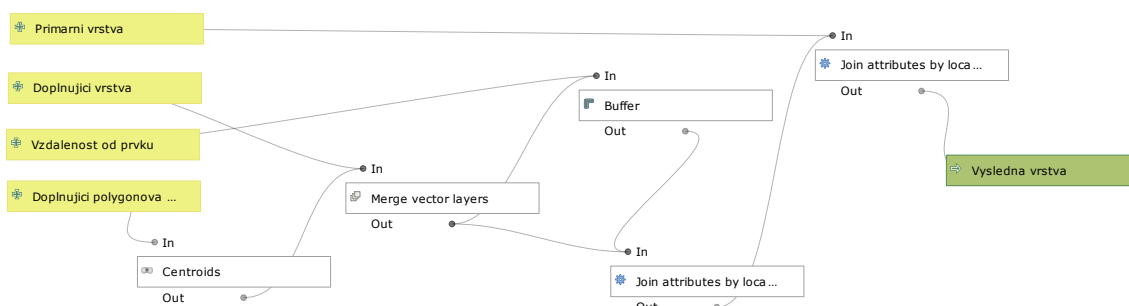 Primarni vrstva
In
Join attributes by loca...
Out
Doplnujici vrstva
In
Buffer
Out
Vzdalenost od prvku
In
Merge vector layers
Out
Vysledna vrstva
Doplnujici polygonova ...
In
Centroids
Out
In
Join attributes by loca...
Out